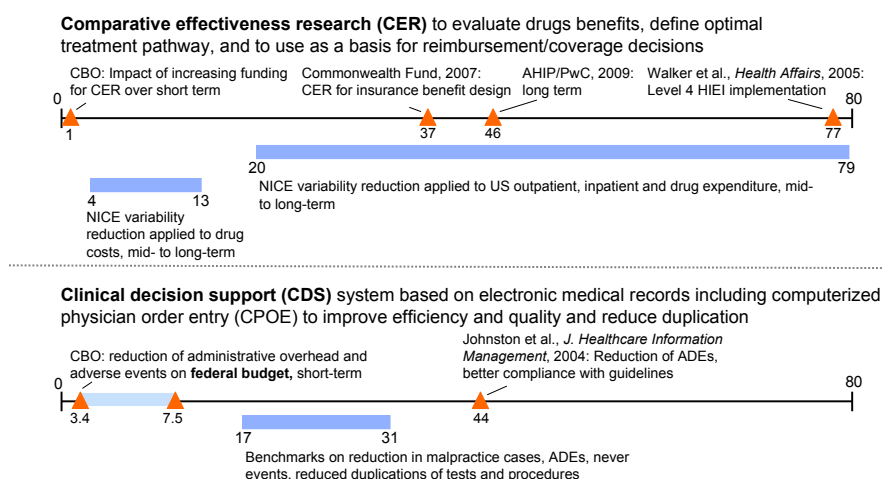 Comparative effectiveness research (CER) to evaluate drugs benefits, define optimal
treatment pathway, and to use as a basis for reimbursement/coverage decisions
CBO: Impact of increasing funding
for CER over short term
Commonwealth Fund, 2007:
CER for insurance benefit design
AHIP/PwC, 2009:
long term
Walker et al., Health Affairs, 2005:
Level 4 HIEI implementation
0
80
1
37
46
77
20
79
NICE variability reduction applied to US outpatient, inpatient and drug expenditure, mid-
to long-term
4
13
NICE variability
reduction applied to drug
costs, mid- to long-term
Clinical decision support (CDS) system based on electronic medical records including computerized
physician order entry (CPOE) to improve efficiency and quality and reduce duplication
CBO: reduction of administrative overhead and
adverse events on federal budget, short-term
Johnston et al., J. Healthcare Information
Management, 2004: Reduction of ADEs,
better compliance with guidelines
0
80
3.4
7.5
44
17
31
Benchmarks on reduction in malpractice cases, ADEs, never
events, reduced duplications of tests and procedures